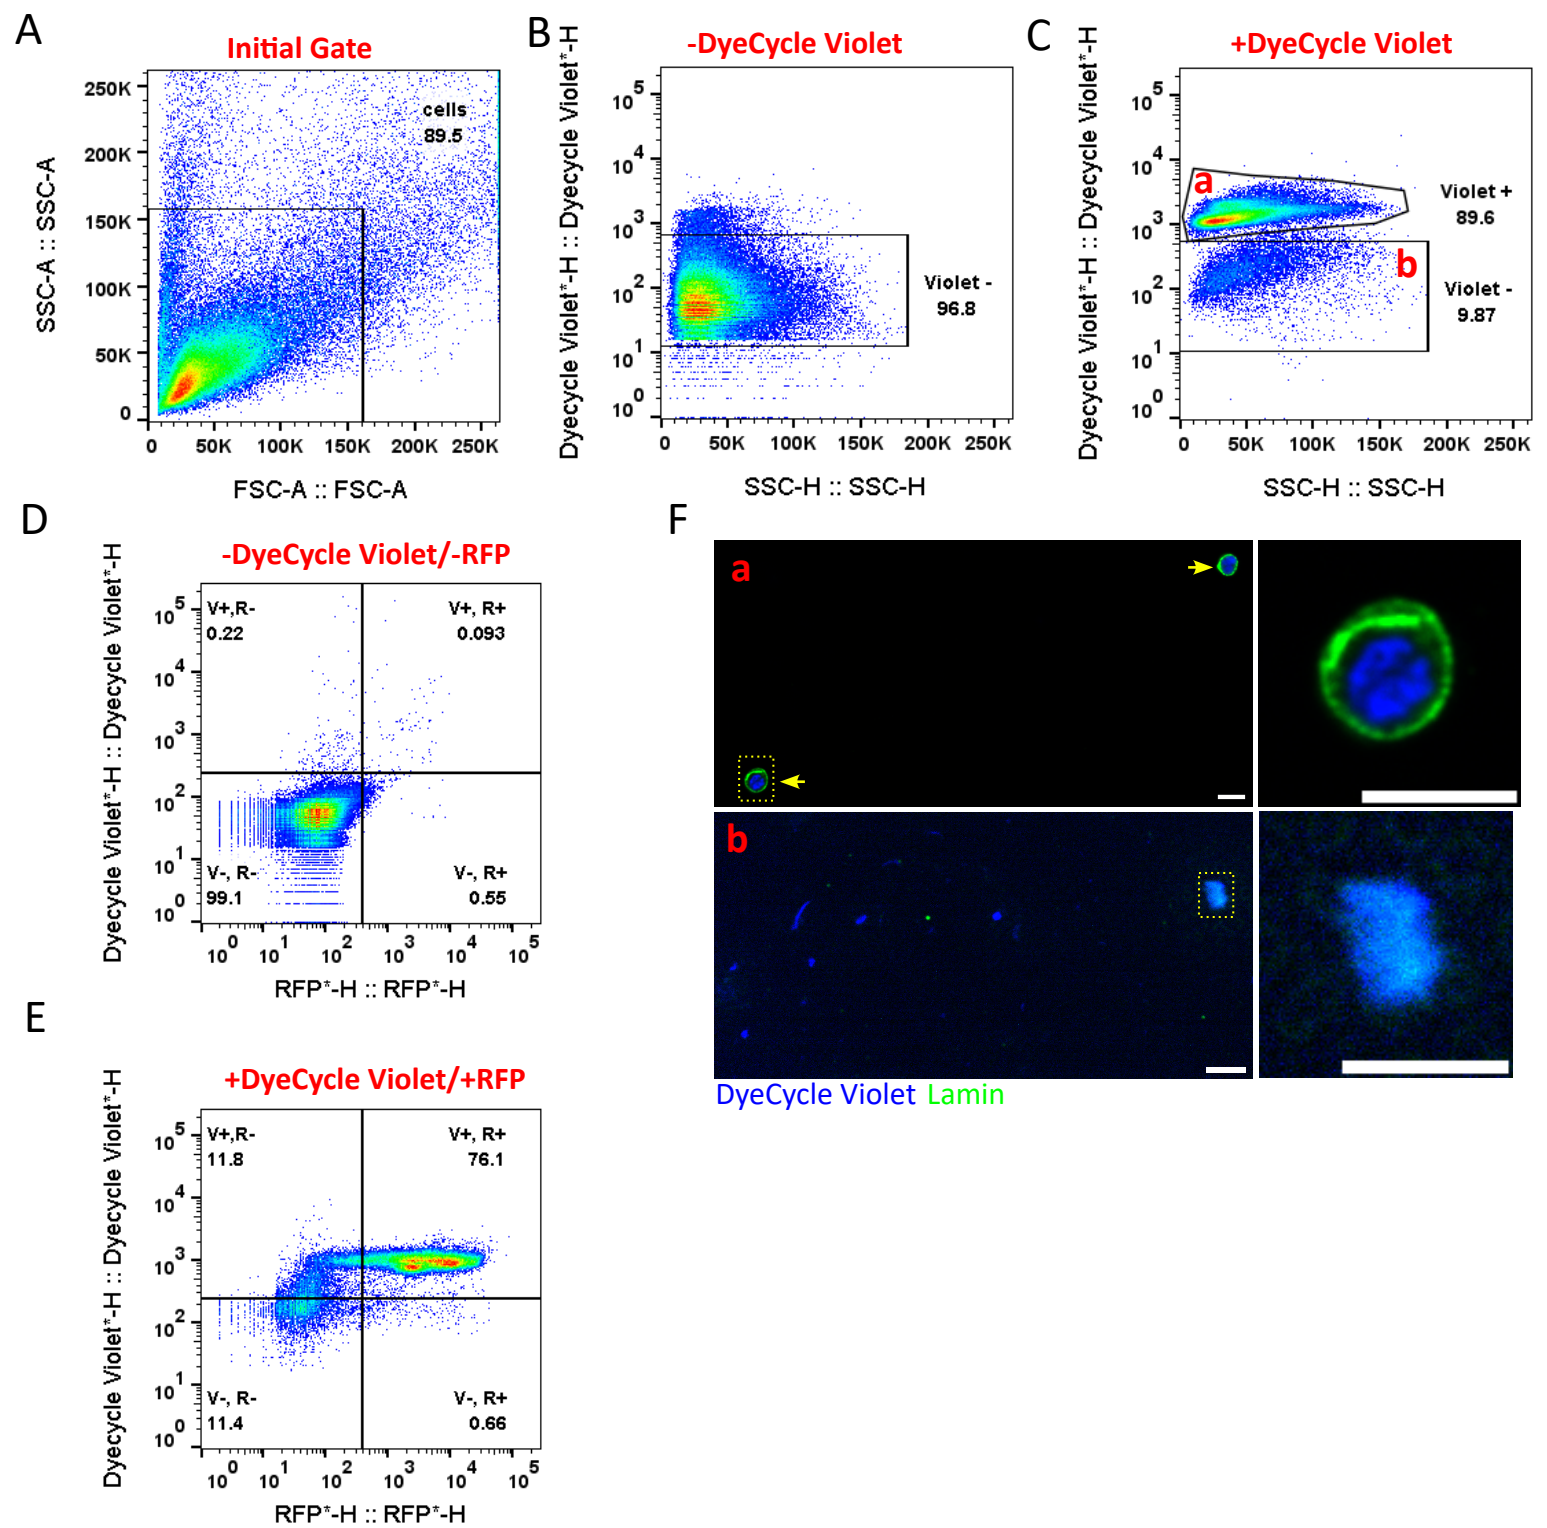 A
Initial Gate
cells
89.5
250K
200K
150K
100K
50K
0
0 50K 100K 150K 200K 250K
SSC-A :: SSC-A
FSC-A :: FSC-A
B
-DyeCycle Violet
10^5
10^4
10^3
10^2
10^1
10^0
Violet -
96.8
0 50K 100K 150K 200K 250K
Dyecycle Violet*-H :: Dyecycle Violet*-H
SSC-H :: SSC-H
C
+DyeCycle Violet
10^5
10^4
10^3
10^2
10^1
10^0
a
Violet +
89.6
b
Violet -
9.87
0 50K 100K 150K 200K 250K
Dyecycle Violet*-H :: Dyecycle Violet*-H
SSC-H :: SSC-H
D
-DyeCycle Violet/-RFP
V+,R-
0.22
V+, R+
0.093
V-, R-
99.1
V-, R+
0.55
10^5
10^4
10^3
10^2
10^1
10^0
10^0 10^1 10^2 10^3 10^4 10^5
Dyecycle Violet*-H :: Dyecycle Violet*-H
RFP*-H :: RFP*-H
E
+DyeCycle Violet/+RFP
V+,R-
11.8
V+, R+
76.1
V-, R-
11.4
V-, R+
0.66
10^5
10^4
10^3
10^2
10^1
10^0
10^0 10^1 10^2 10^3 10^4 10^5
Dyecycle Violet*-H :: Dyecycle Violet*-H
RFP*-H :: RFP*-H
F
a
b
DyeCycle Violet Lamin